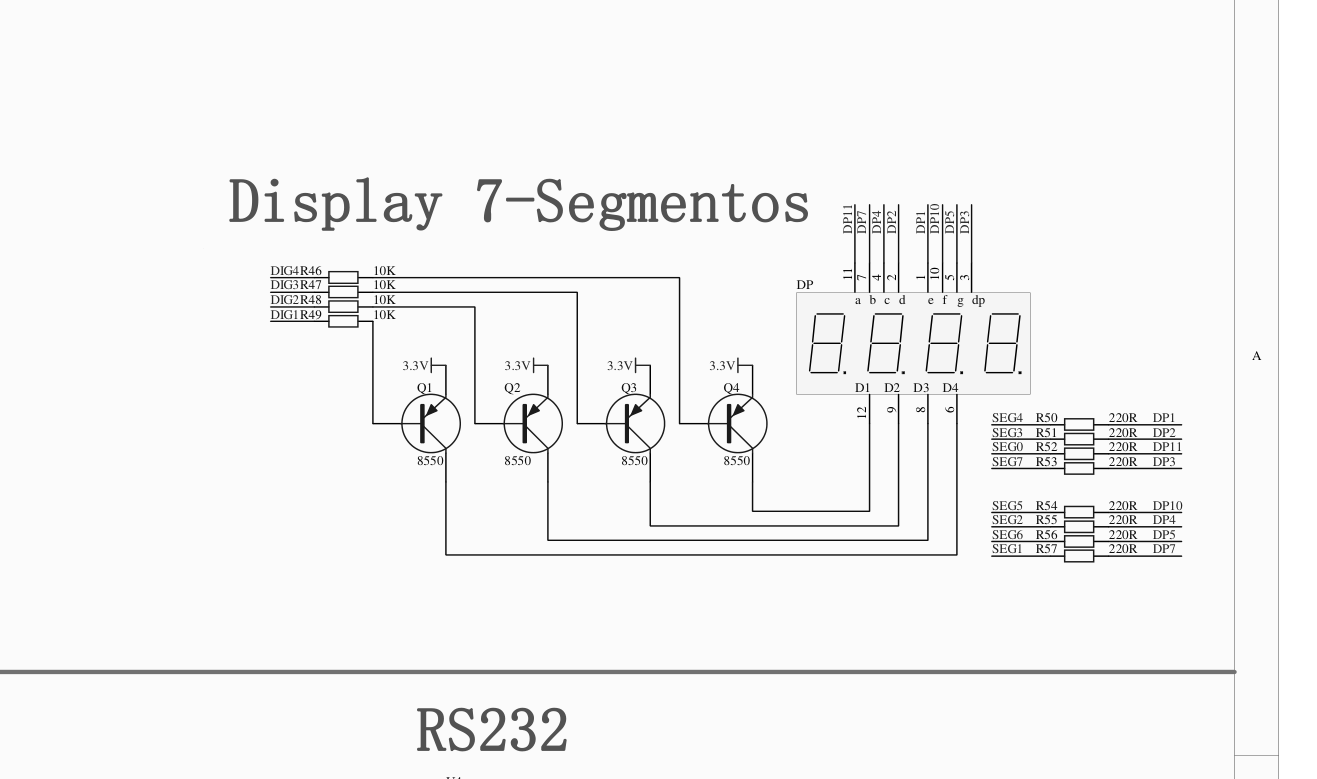 Display 7-Segmentos
DP11 DP7 DP4 DP2 DP1 DP10 DP5 DP3
11 7 4 2 1 10 5 3
DP
a b c d e f g dp
DIG4 R46 10K
DIG3 R47 10K
DIG2 R48 10K
DIG1 R49 10K
3.3V 3.3V 3.3V 3.3V
Q1 Q2 Q3 Q4
8550 8550 8550 8550
D1 D2 D3 D4
12 9 8 6
A
SEG4 R50 220R DP1
SEG3 R51 220R DP2
SEG0 R52 220R DP11
SEG7 R53 220R DP3
SEG5 R54 220R DP10
SEG2 R55 220R DP4
SEG6 R56 220R DP5
SEG1 R57 220R DP7
RS232